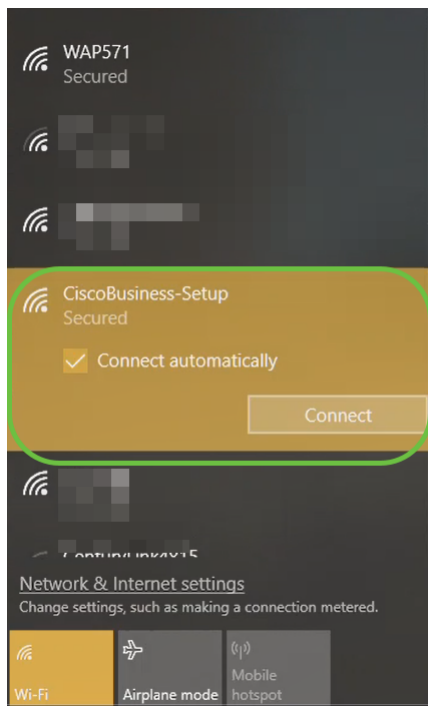 WAP571
Secured
CiscoBusiness-Setup
Secured
Connect automatically
Connect
Network & Internet settings
Change settings, such as making a connection metered.
Wi-Fi
Airplane mode
Mobile
hotspot